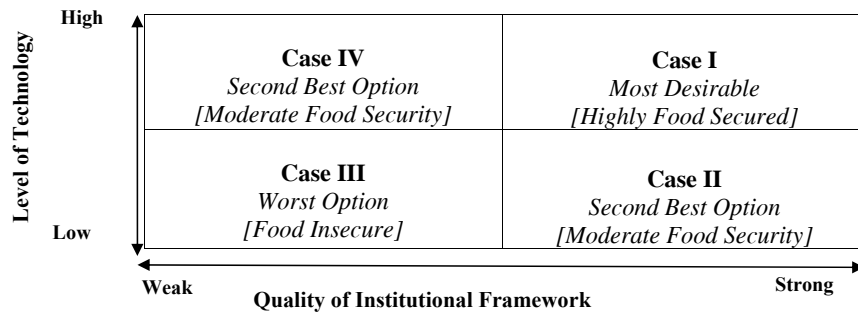 High
Case IV
Second Best Option
[Moderate Food Security]
Case I
Most Desirable
[Highly Food Secured]
Level of Technology
Case III
Worst Option
[Food Insecure]
Case II
Second Best Option
[Moderate Food Security]
Low
Weak
Strong
Quality of Institutional Framework